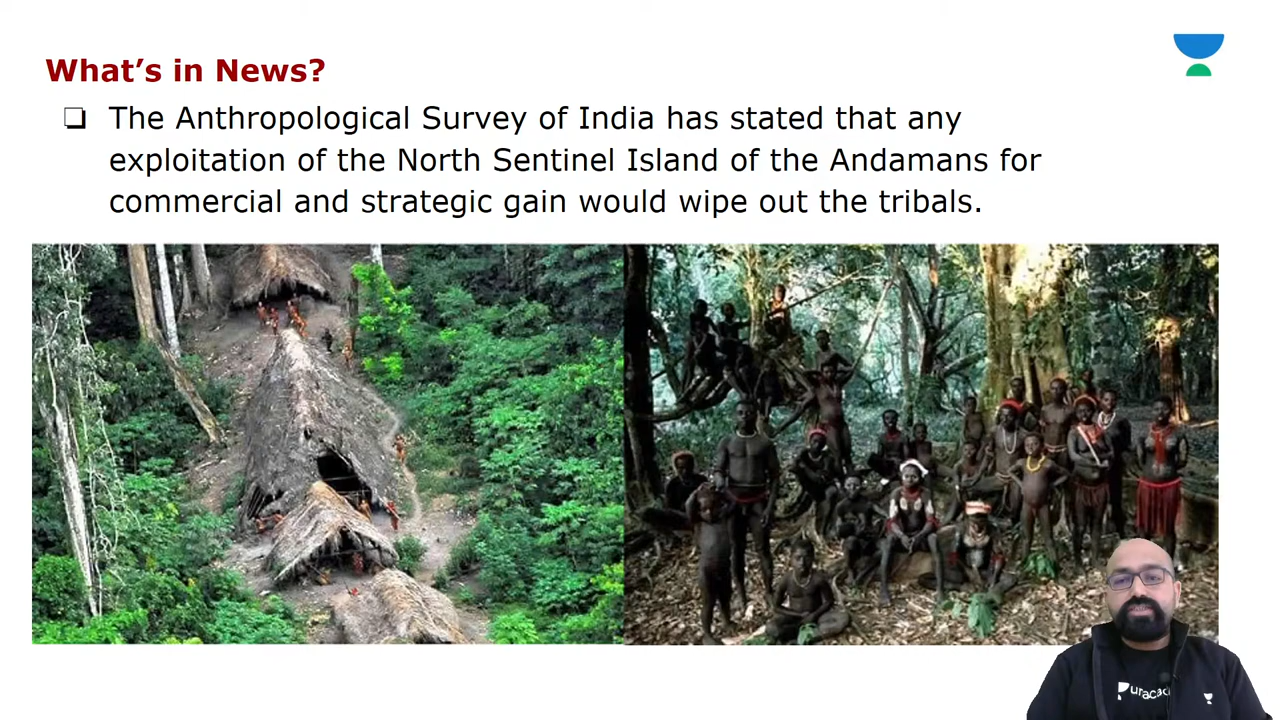 What’s in News?
❏ The Anthropological Survey of India has stated that any
exploitation of the North Sentinel Island of the Andamans for
commercial and strategic gain would wipe out the tribals.